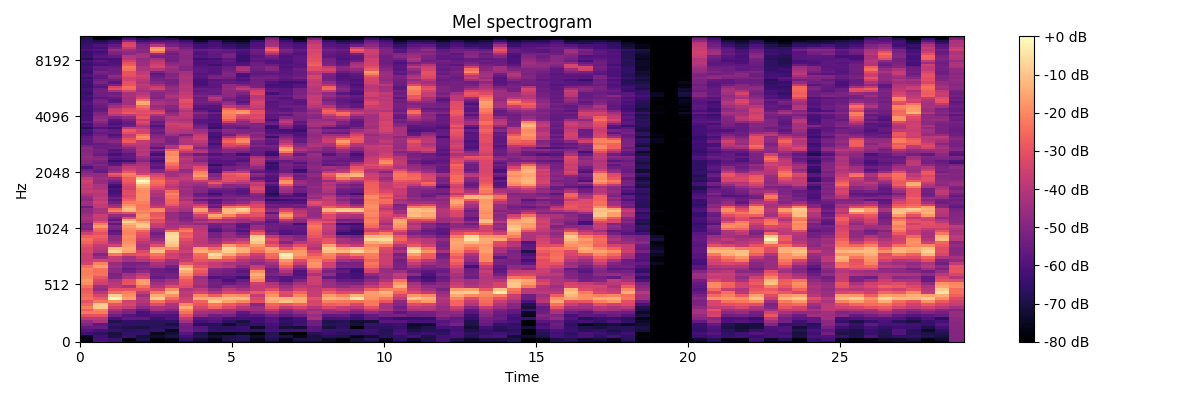 Mel spectrogram
8192
4096
2048
1024
512
0
Hz
0 5 10 15 20 25
Time
+0 dB
-10 dB
-20 dB
-30 dB
-40 dB
-50 dB
-60 dB
-70 dB
-80 dB